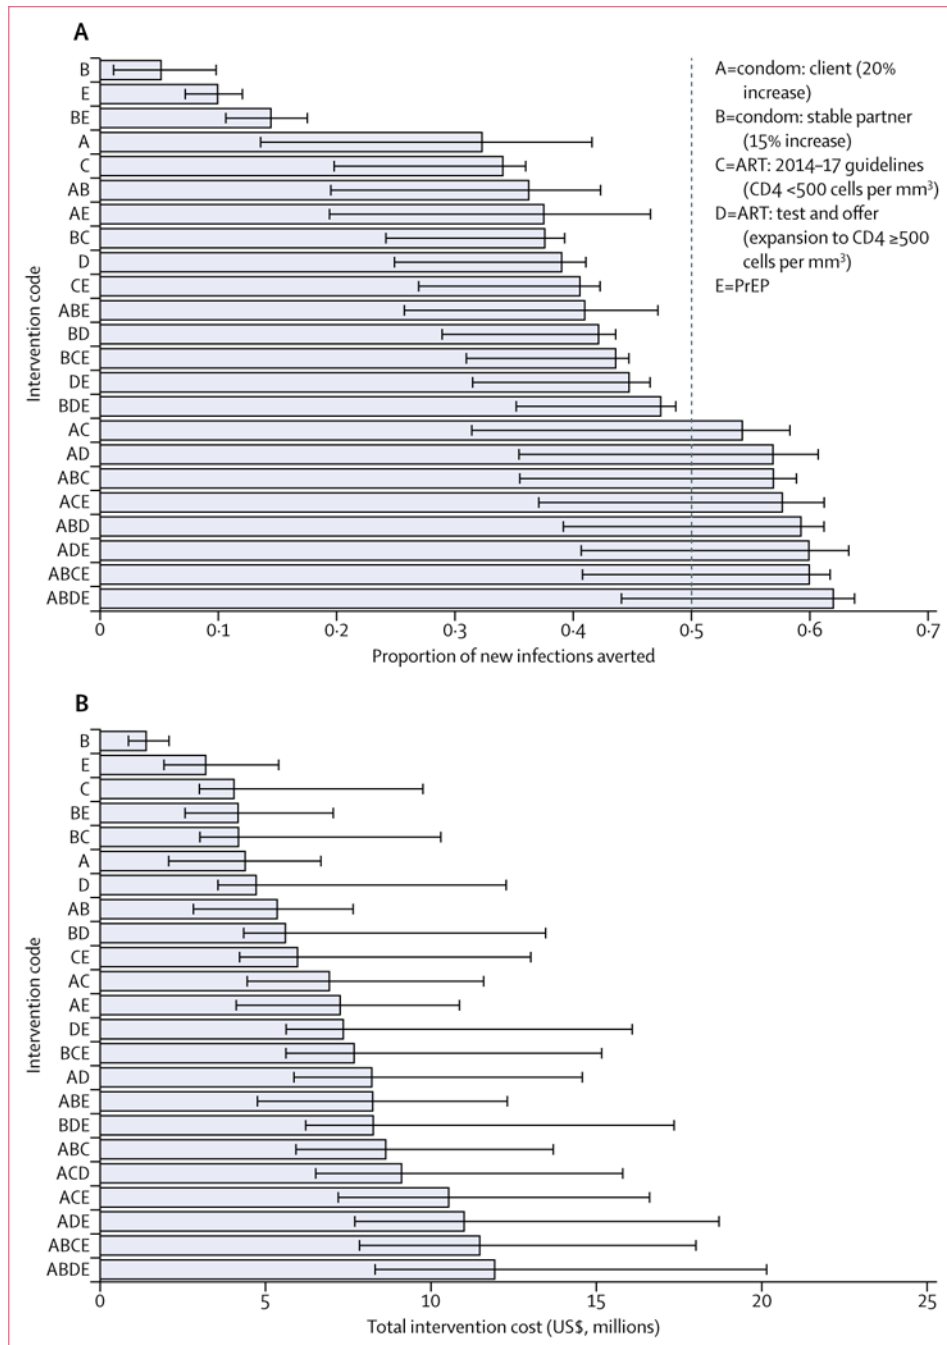 A
B
E
BE
A
C
AB
AE
BC
D
CE
ABE
BD
BCE
DE
BDE
AC
AD
ABC
ACE
ABD
ADE
ABCE
ABDE
Intervention code
A=condom: client (20%
increase)
B=condom: stable partner
(15% increase)
C=ART: 2014–17 guidelines
(CD4 <500 cells per mm³)
D=ART: test and offer
(expansion to CD4 ≥500
cells per mm³)
E=PrEP
0 0·1 0·2 0·3 0·4 0·5 0·6 0·7
Proportion of new infections averted
B
B
E
C
BE
BC
A
D
AB
BD
CE
AC
AE
DE
BCE
AD
ABE
BDE
ABC
ACD
ACE
ADE
ABCE
ABDE
Intervention code
0 5 10 15 20 25
Total intervention cost (US$, millions)